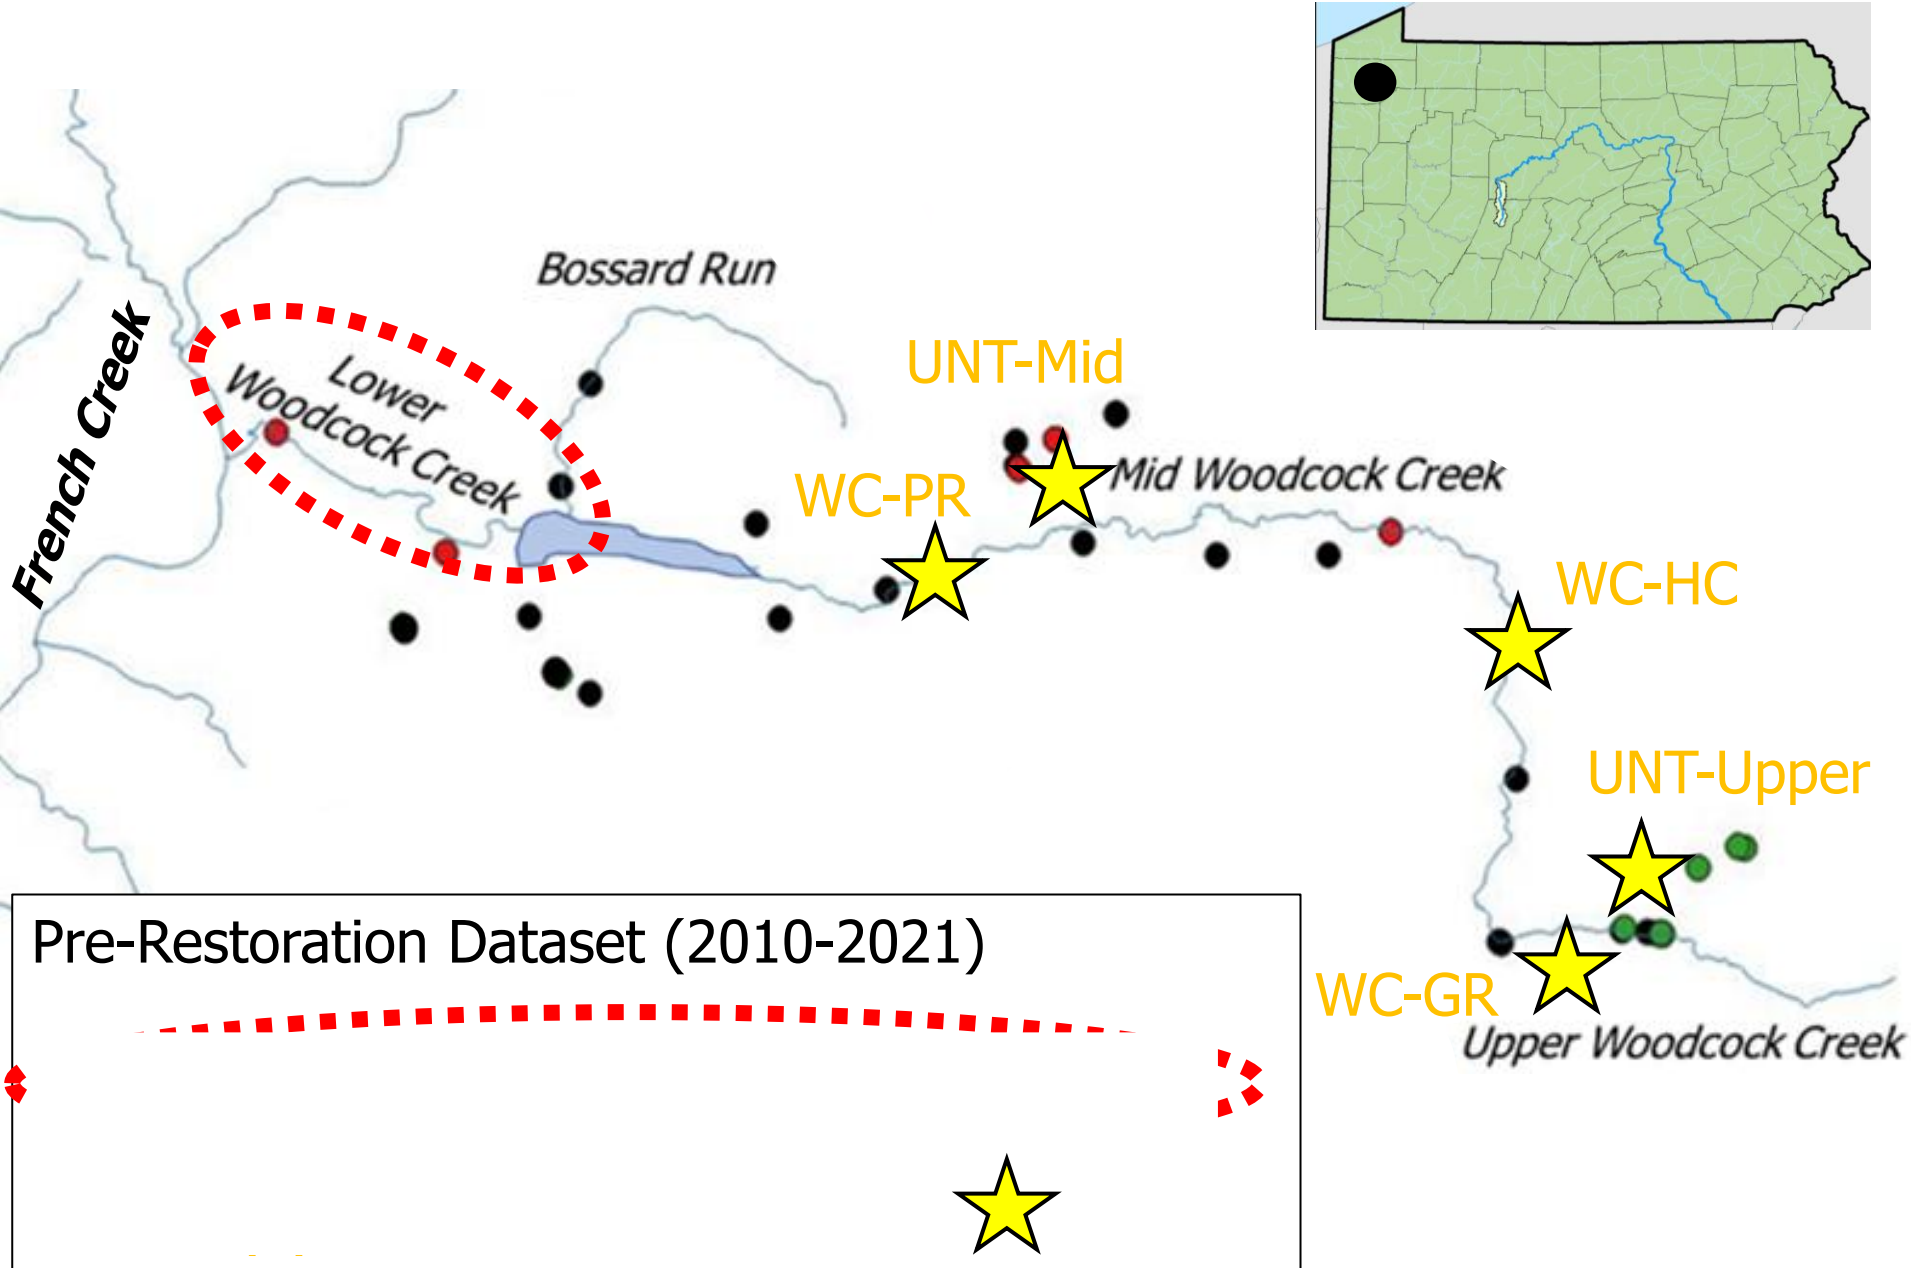 Bossard Run
French Creek
Lower
Woodcock Creek
UNT-Mid
WC-PR
Mid Woodcock Creek
WC-HC
UNT-Upper
WC-GR
Upper Woodcock Creek
Pre-Restoration Dataset (2010-2021)